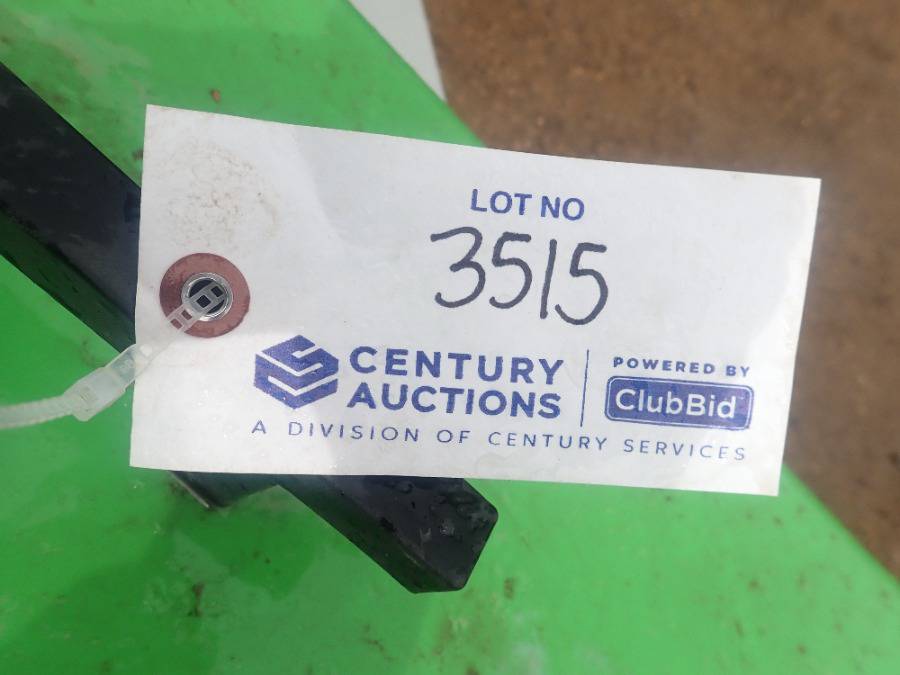 LOT NO
3515
CENTURY
AUCTIONS
A DIVISION OF CENTURY SERVICES
POWERED BY
ClubBid